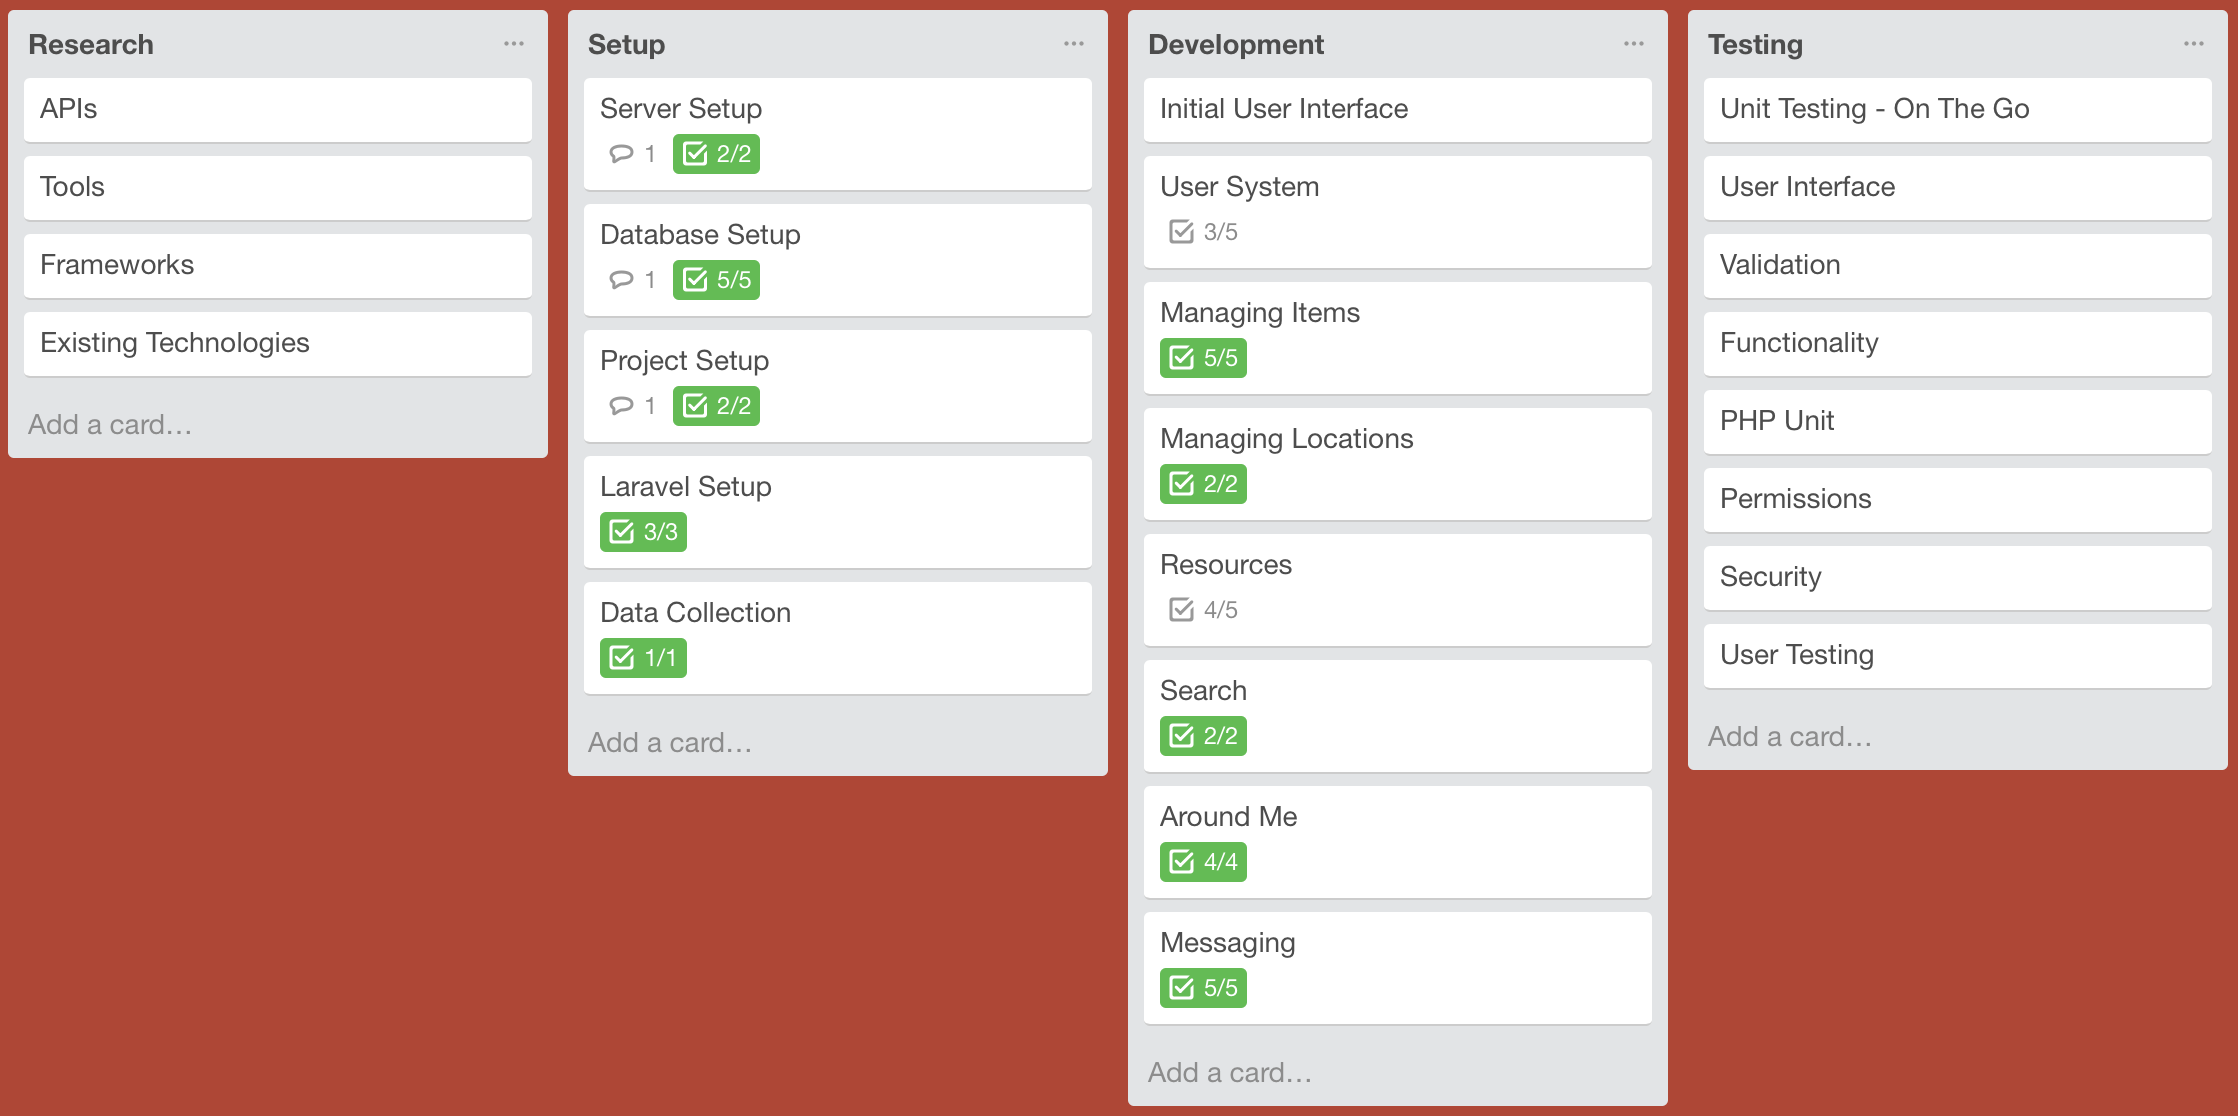 Research
APIs
Tools
Frameworks
Existing Technologies
Add a card…
Setup
Server Setup
1 2/2
Database Setup
1 5/5
Project Setup
1 2/2
Laravel Setup
3/3
Data Collection
1/1
Add a card…
Development
Initial User Interface
User System
3/5
Managing Items
5/5
Managing Locations
2/2
Resources
4/5
Search
2/2
Around Me
4/4
Messaging
5/5
Add a card…
Testing
Unit Testing - On The Go
User Interface
Validation
Functionality
PHP Unit
Permissions
Security
User Testing
Add a card…